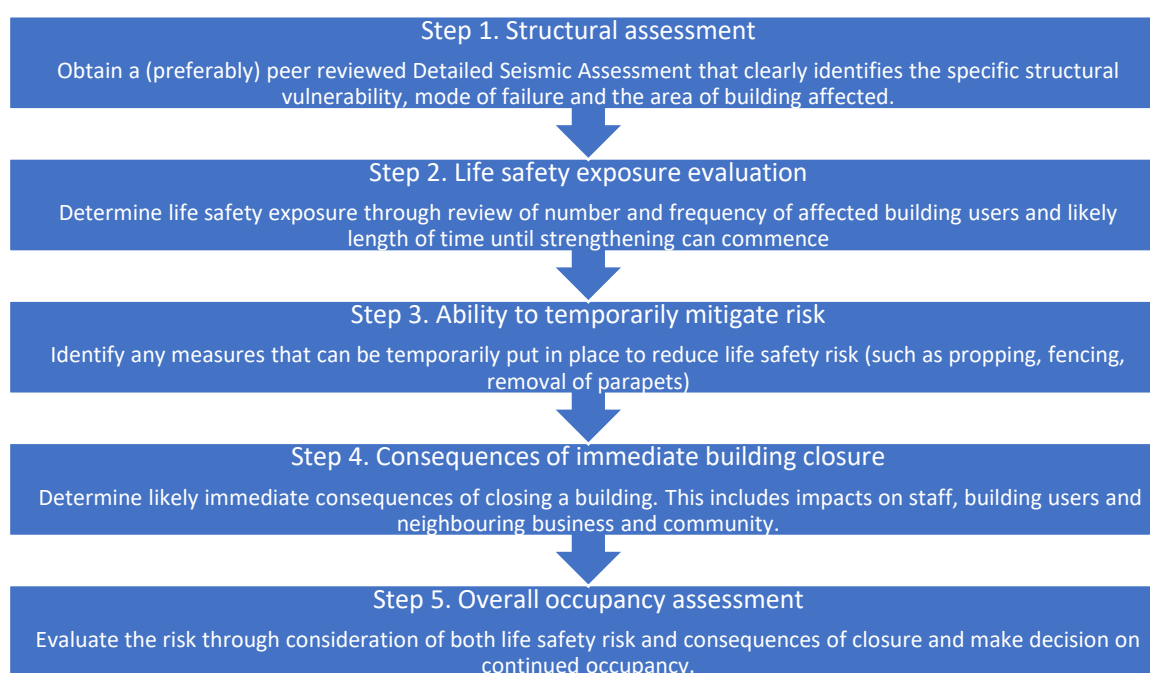 Step 1. Structural assessment
Obtain a (preferably) peer reviewed Detailed Seismic Assessment that clearly identifies the specific structural
vulnerability, mode of failure and the area of building affected.
Step 2. Life safety exposure evaluation
Determine life safety exposure through review of number and frequency of affected building users and likely
length of time until strengthening can commence
Step 3. Ability to temporarily mitigate risk
Identify any measures that can be temporarily put in place to reduce life safety risk (such as propping, fencing,
removal of parapets)
Step 4. Consequences of immediate building closure
Determine likely immediate consequences of closing a building. This includes impacts on staff, building users and
neighbouring business and community.
Step 5. Overall occupancy assessment
Evaluate the risk through consideration of both life safety risk and consequences of closure and make decision on
continued occupancy.